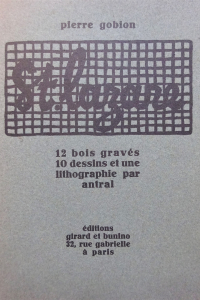 pierre gobion
St lazare
12 bois gravés
10 dessins et une
lithographie par
antral
éditions
girard et bunino
32, rue gabrielle
à paris